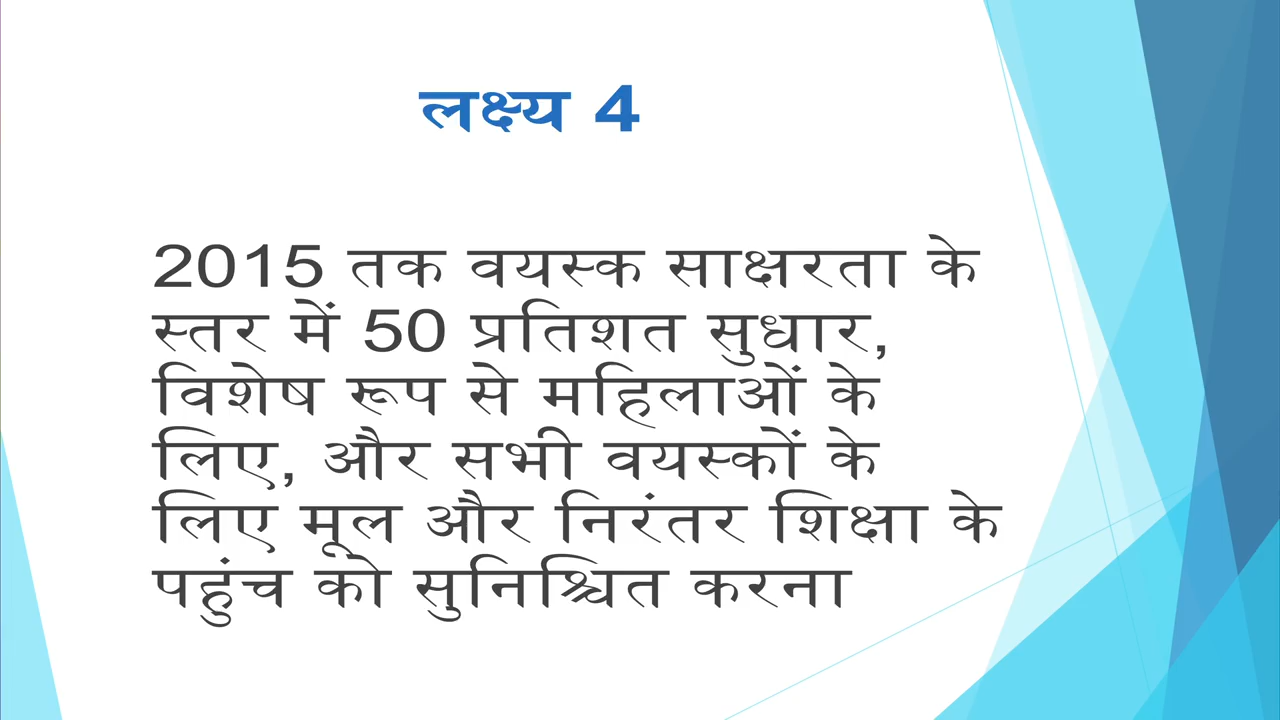 लक्ष्य 4
2015 तक वयस्क साक्षरता के
स्तर में 50 प्रतिशत सुधार,
विशेष रूप से महिलाओं के
लिए, और सभी वयस्कों के
लिए मूल और निरंतर शिक्षा के
पहुंच को सुनिश्चित करना